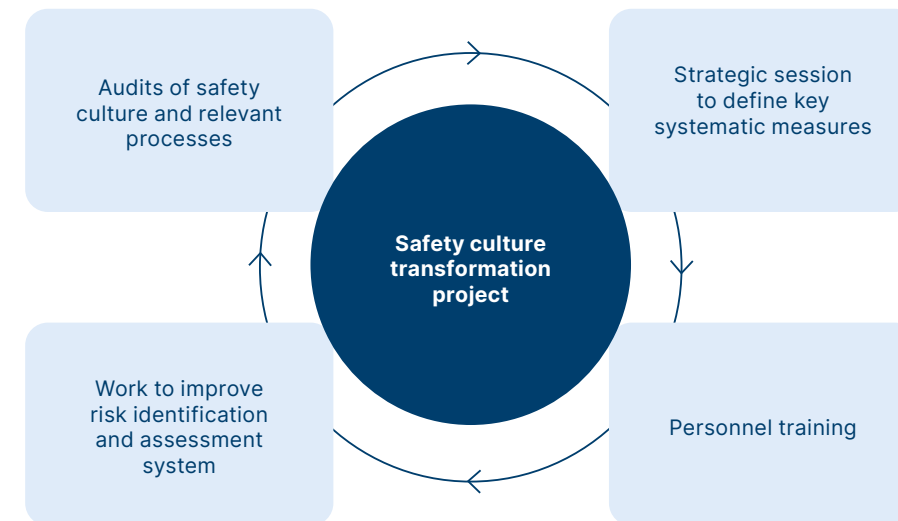 Audits of safety
culture and relevant
processes
Strategic session
to define key
systematic measures
Safety culture
transformation
project
Work to improve
risk identification
and assessment
system
Personnel training